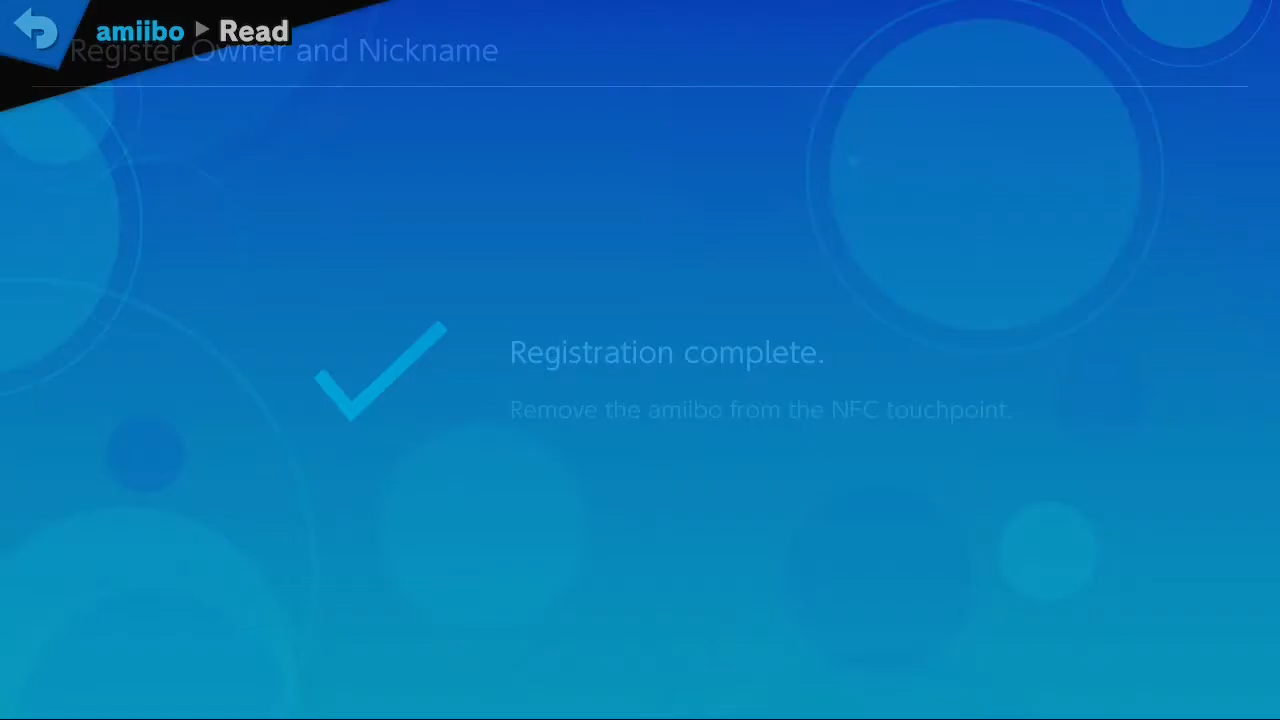 amiibo ▶ Read
Register Owner and Nickname
Registration complete.
Remove the amiibo from the NFC touchpoint.